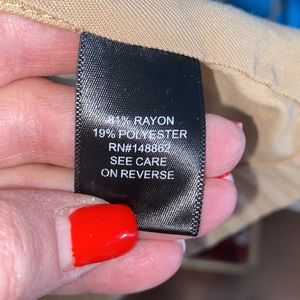 81% RAYON
19% POLYESTER
RN#148862
SEE CARE
ON REVERSE